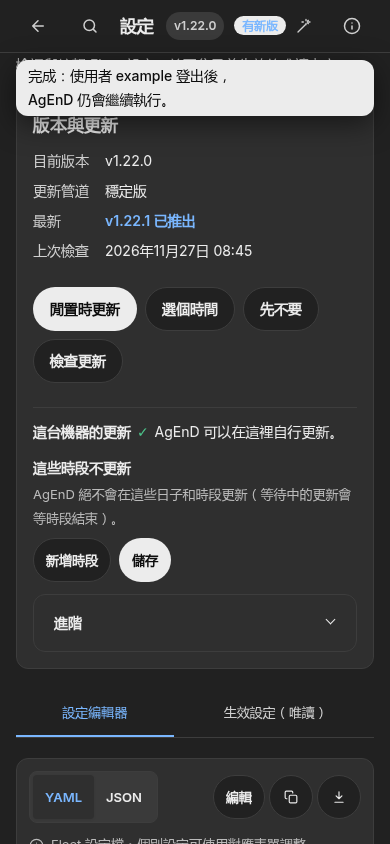 設定 v1.22.0 有新版
完成：使用者 example 登出後，
AgenD 仍會繼續執行。
版本與更新
目前版本 v1.22.0
更新管道 穩定版
最新 v1.22.1 已推出
上次檢查 2026年11月27日 08:45
閒置時更新 選個時間 先不要
檢查更新
這台機器的更新 ✓ AgenD 可以在這裡自行更新。
這些時段不更新
AgenD 絕不會在這些日子和時段更新（等待中的更新會
等時段結束）。
新增時段 儲存
進階
設定編輯器 生效設定（唯讀）
YAML JSON 編輯